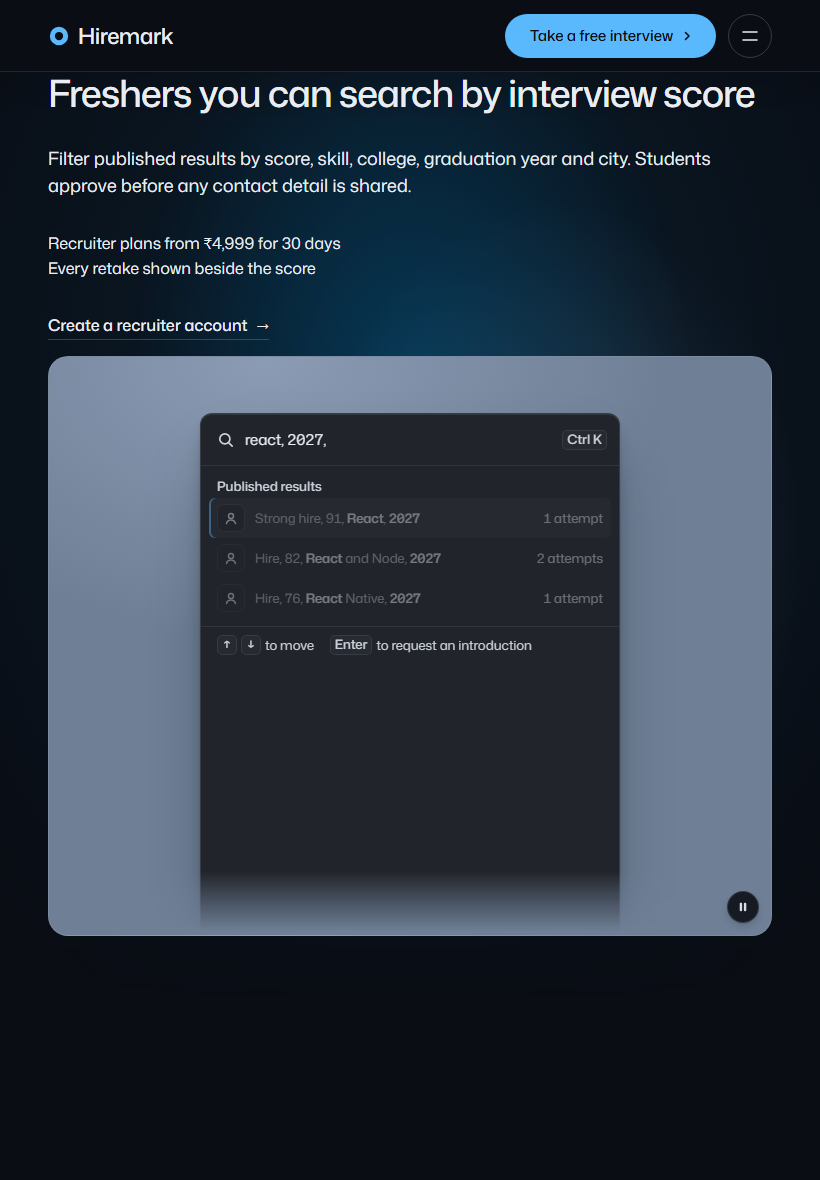 Hiremark
Take a free interview
Freshers you can search by interview score
Filter published results by score, skill, college, graduation year and city. Students
approve before any contact detail is shared.
Recruiter plans from ₹4,999 for 30 days
Every retake shown beside the score
Create a recruiter account →
react, 2027,
Ctrl K
Published results
Strong hire, 91, React, 2027
1 attempt
Hire, 82, React and Node, 2027
2 attempts
Hire, 76, React Native, 2027
1 attempt
↑ ↓ to move Enter to request an introduction